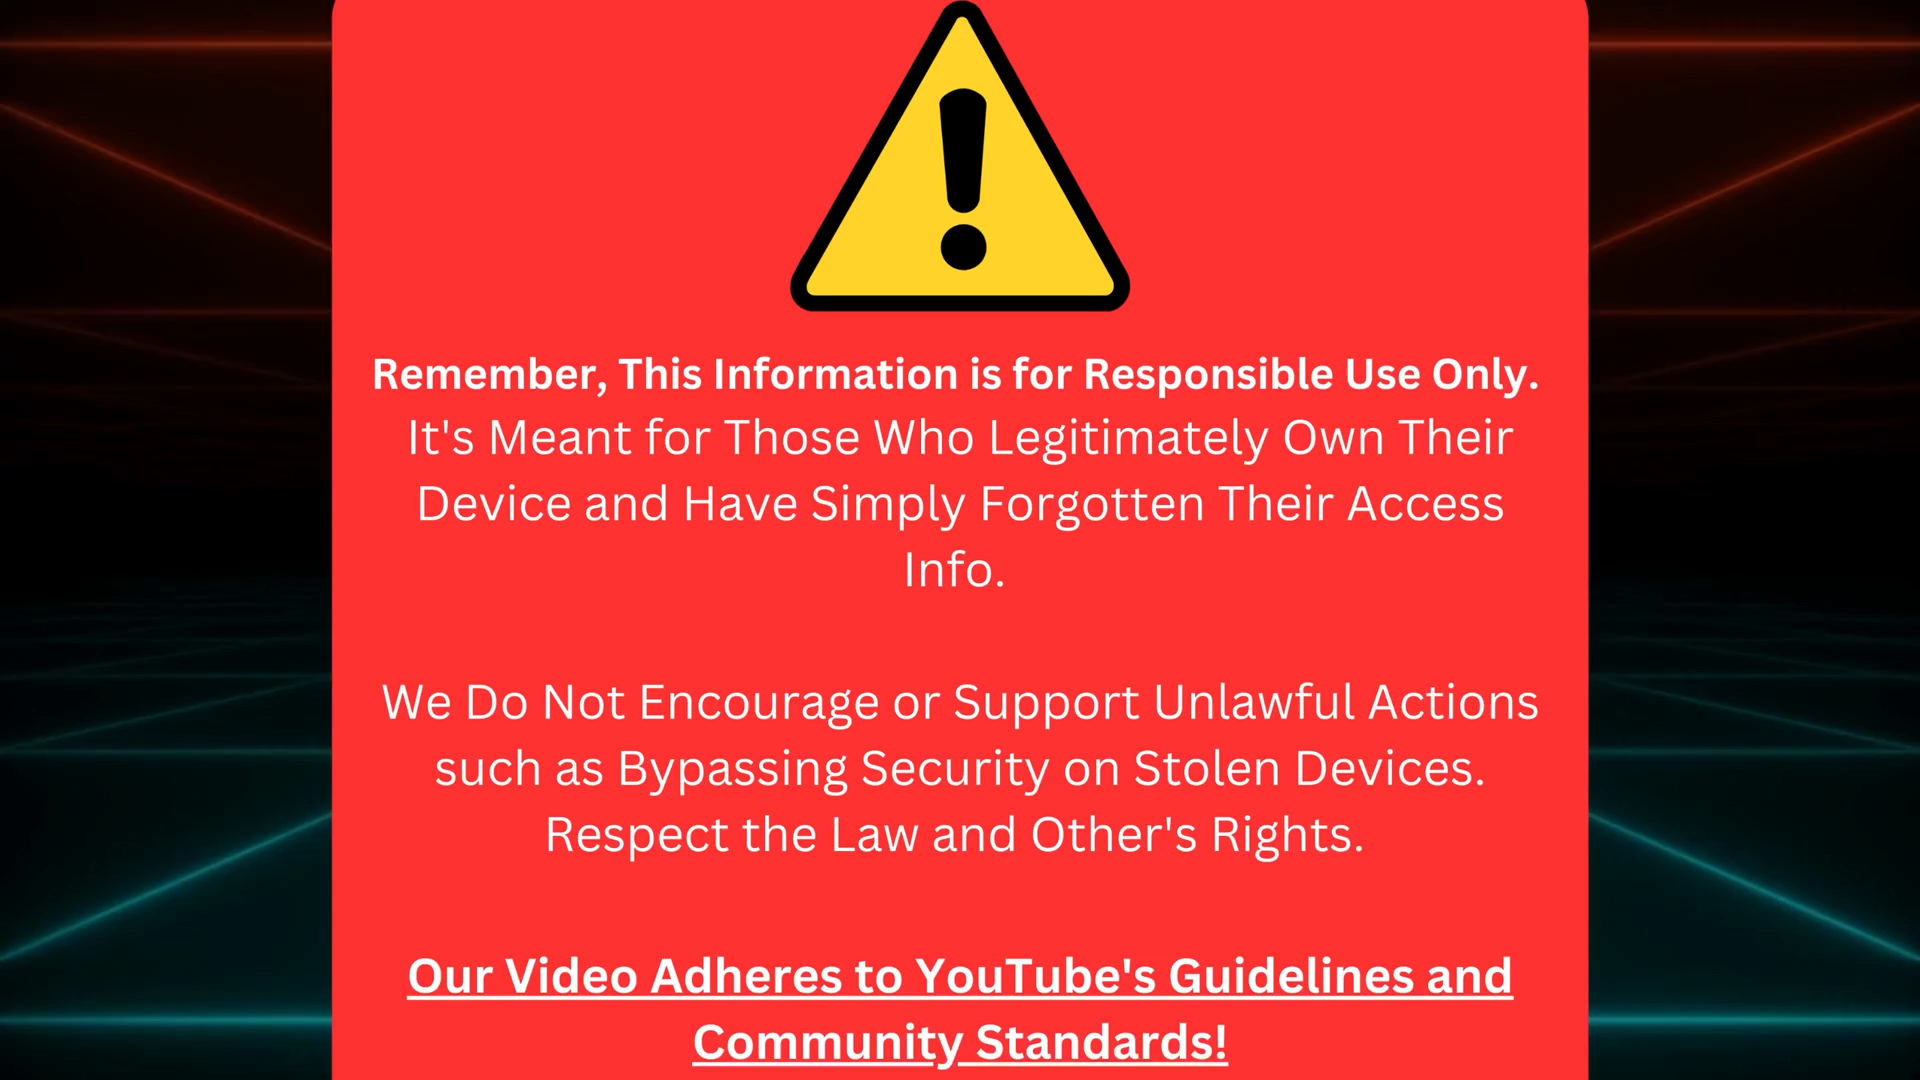 Remember, This Information is for Responsible Use Only.
It's Meant for Those Who Legitimately Own Their
Device and Have Simply Forgotten Their Access
Info.
We Do Not Encourage or Support Unlawful Actions
such as Bypassing Security on Stolen Devices.
Respect the Law and Other's Rights.
Our Video Adheres to YouTube's Guidelines and
Community Standards!